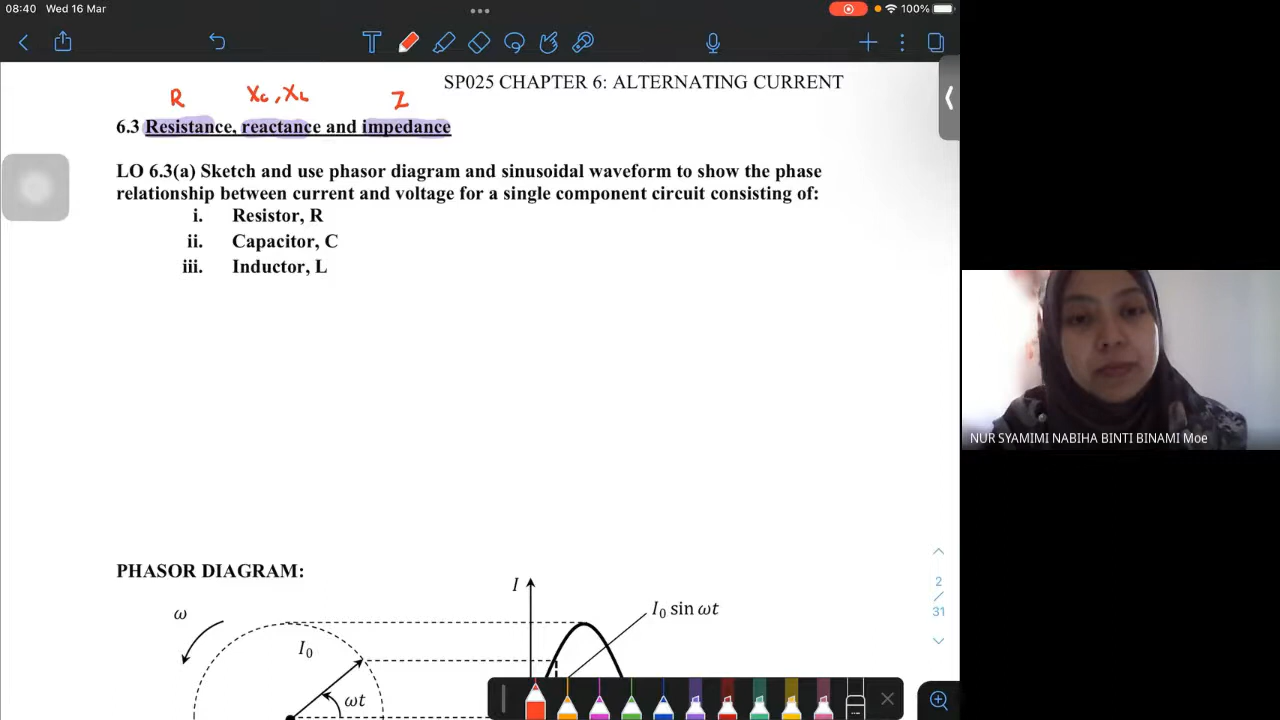 08:40 Wed 16 Mar
100%
SP025 CHAPTER 6: ALTERNATING CURRENT
R Xc, XL Z
6.3 Resistance, reactance and impedance
LO 6.3(a) Sketch and use phasor diagram and sinusoidal waveform to show the phase
relationship between current and voltage for a single component circuit consisting of:
i. Resistor, R
ii. Capacitor, C
iii. Inductor, L
PHASOR DIAGRAM:
ω
I₀
ωt
I
I₀ sin ωt
2
/
31
NUR SYAMIMI NABIHA BINTI BINAMI Moe